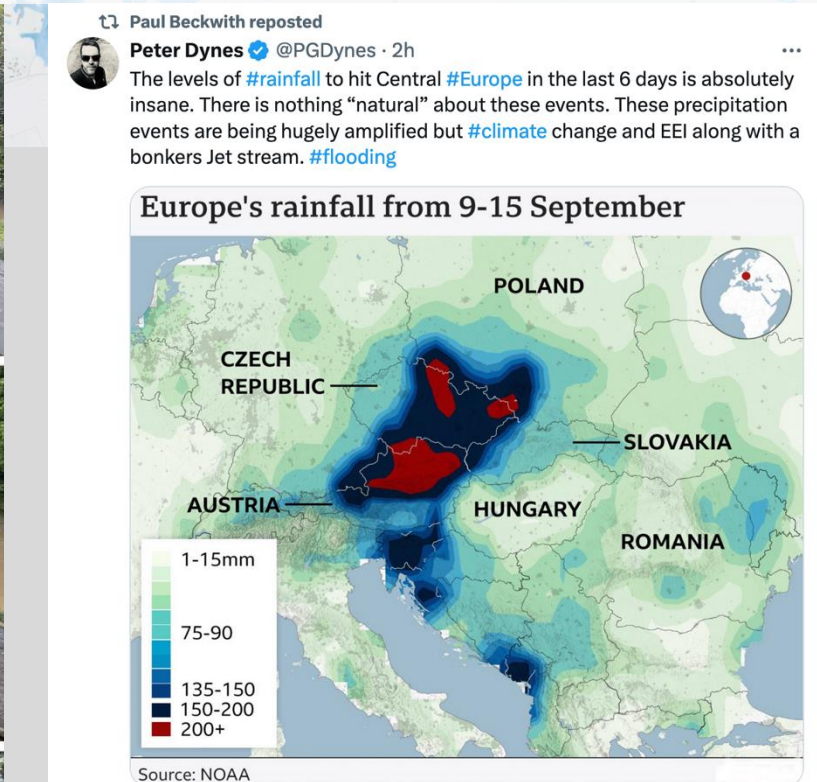 Paul Beckwith reposted
Peter Dynes @PGDynes · 2h
The levels of #rainfall to hit Central #Europe in the last 6 days is absolutely
insane. There is nothing “natural” about these events. These precipitation
events are being hugely amplified but #climate change and EEI along with a
bonkers Jet stream. #flooding
Europe's rainfall from 9-15 September
POLAND
CZECH
REPUBLIC
SLOVAKIA
AUSTRIA
HUNGARY
ROMANIA
1-15mm
75-90
135-150
150-200
200+
Source: NOAA